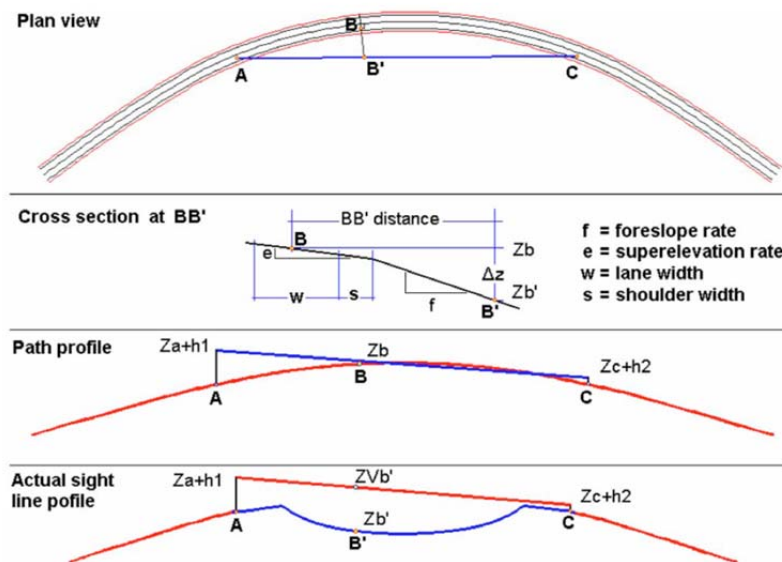 Plan view
B
A
B'
C
Cross section at BB'
BB' distance
B
Zb
e
Δz
w
s
f
Zb'
B'
f = foreslope rate
e = superelevation rate
w = lane width
s = shoulder width
Path profile
Za+h1
Zb
Zc+h2
A
B
C
Actual sight
line pofile
Za+h1
ZVb'
Zc+h2
A
Zb'
B'
C